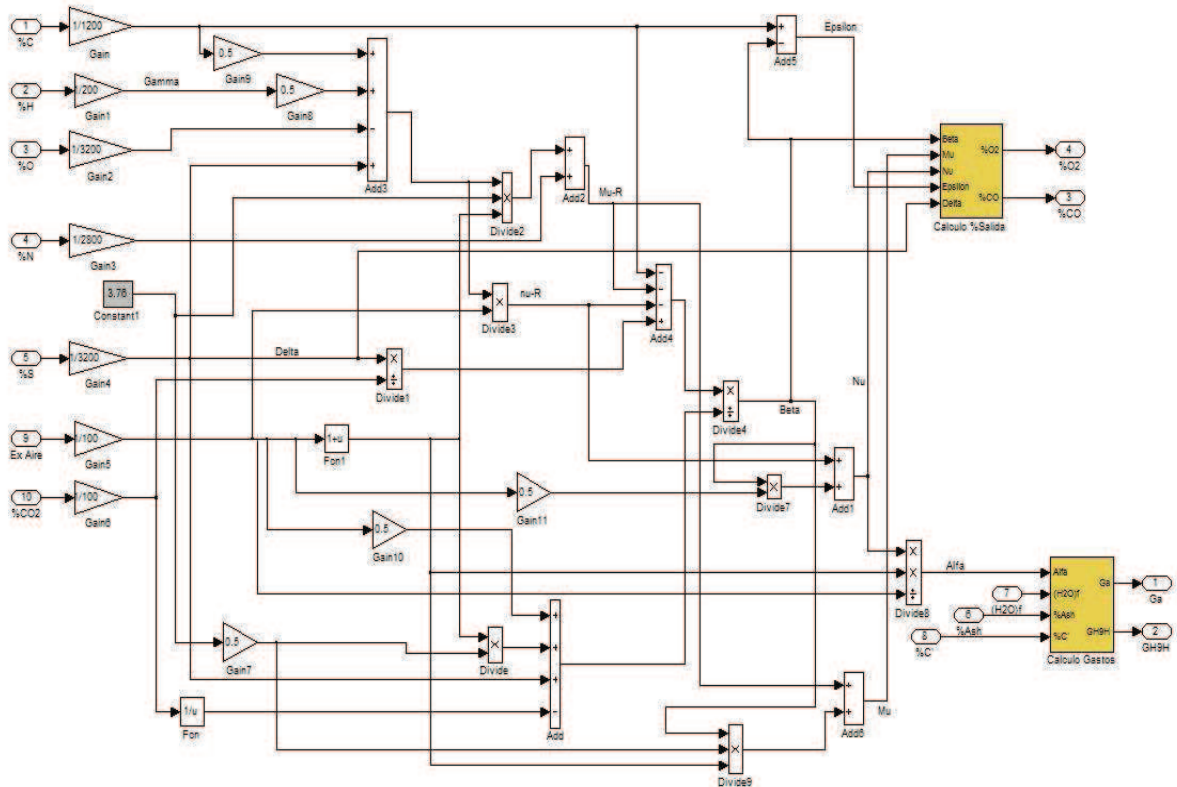 1
%C
1/1200
Gain
0.5
Gain9
2
%H
1/200
Gain1
Gamma
0.5
Gain8
3
%O
1/3200
Gain2
+
+
−
+
Add3
4
%N
1/2800
Gain3
3.76
Constant1
×
Divide2
+
+
Add2
Mu-R
×
Divide3
nu-R
−
−
−
+
Add4
+
−
Add5
Epsilon
Beta
Mu
Nu
Epsilon
Delta
%O2
%CO
Calculo %Salida
4
%O2
3
%CO
5
%S
1/3200
Gain4
Delta
×
÷
Divide1
×
÷
Divide4
Beta
Nu
9
Ex Aire
1/100
Gain5
1+u
Fcn1
10
%CO2
1/100
Gain6
0.5
Gain11
×
Divide7
+
+
Add1
0.5
Gain10
×
×
÷
Divide8
Alfa
Alfa
(H2O)f
%Ash
%C
Ga
GH9H
Calculo Gastos
1
Ga
2
GH9H
7
(H2O)f
6
%Ash
8
%C
0.5
Gain7
×
Divide
+
+
+
−
Add
1/u
Fcn
×
Divide9
+
+
Add6
Mu